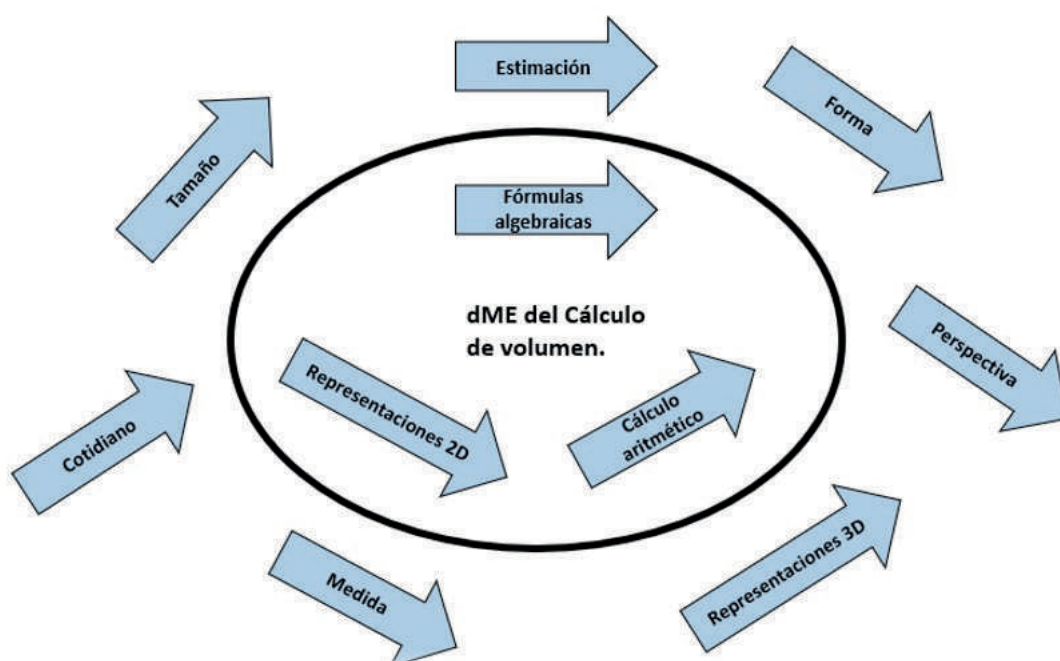 Estimación
Forma
Tamaño
Fórmulas
algebraicas
dME del Cálculo
de volumen.
Perspectiva
Representaciones 2D
Cálculo
aritmético
Cotidiano
Representaciones 3D
Medida